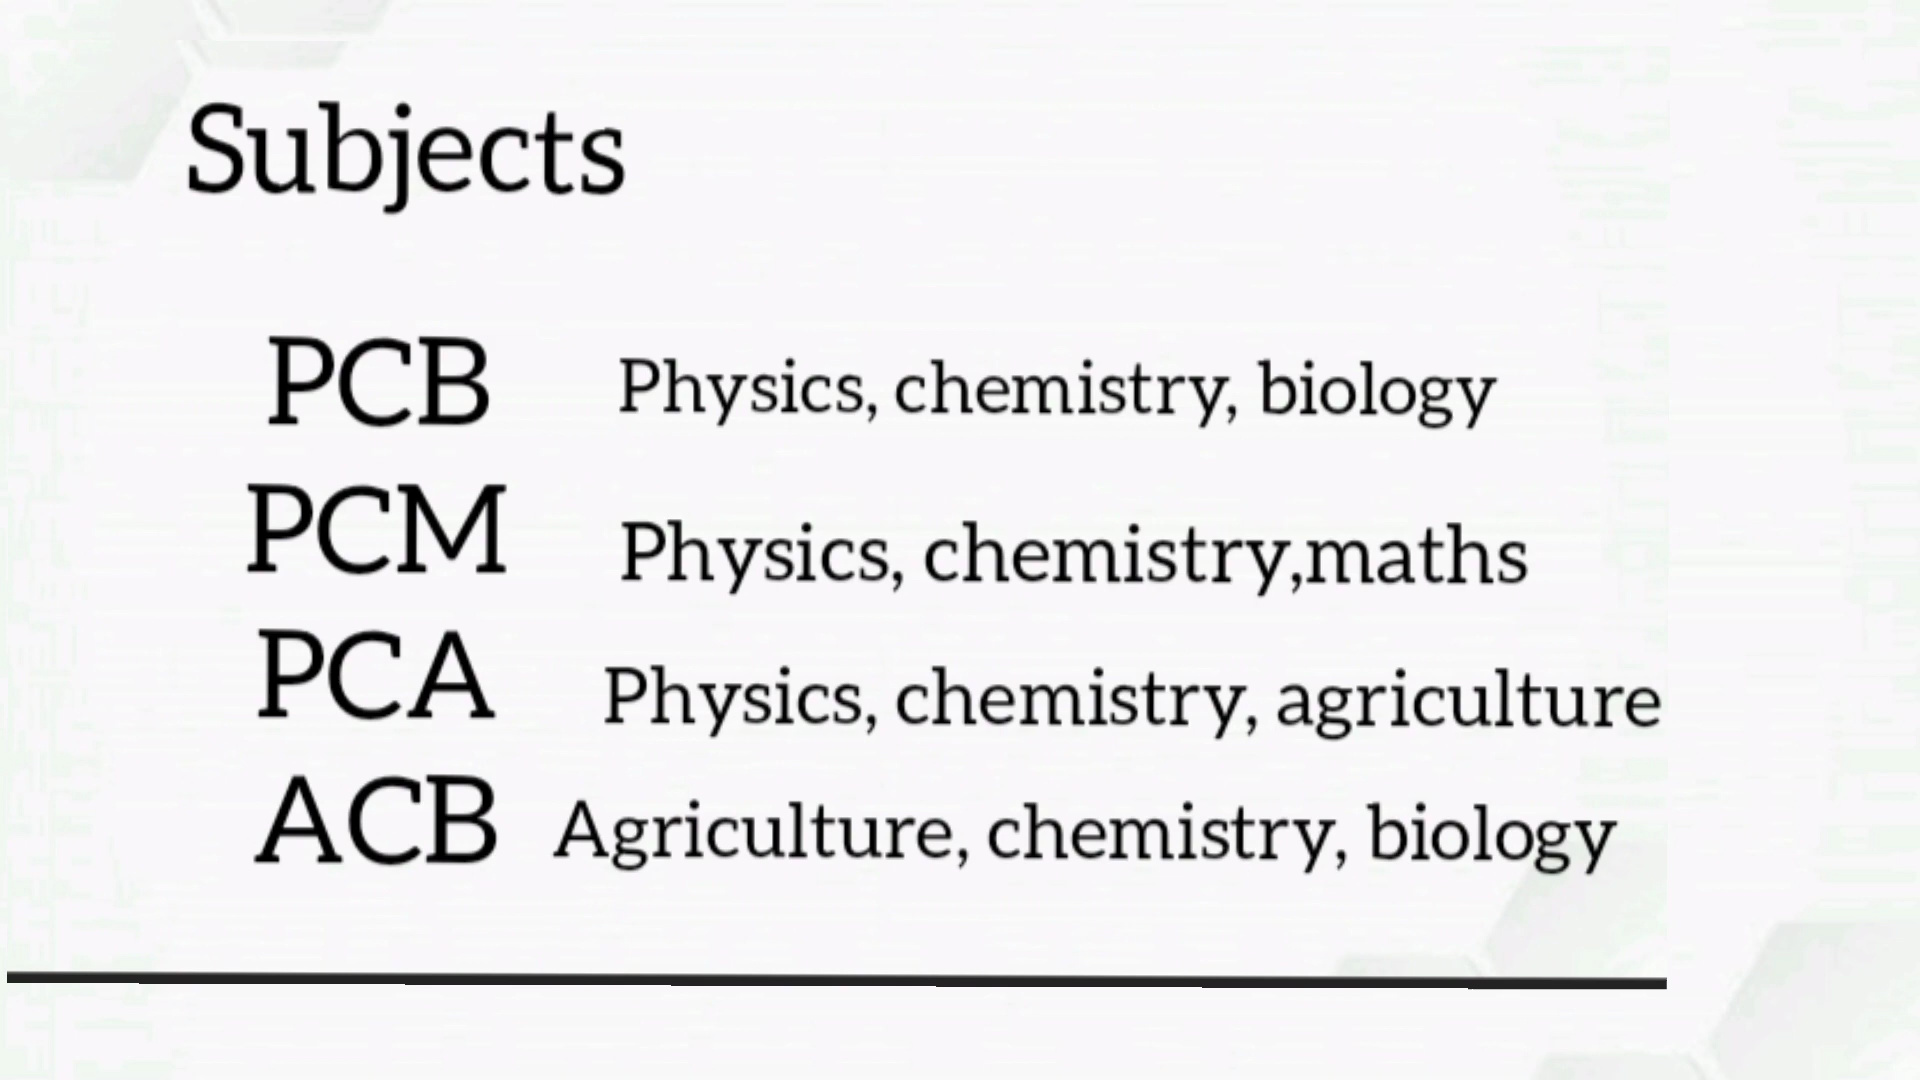 Subjects
PCB Physics, chemistry, biology
PCM Physics, chemistry,maths
PCA Physics, chemistry, agriculture
ACB Agriculture, chemistry, biology